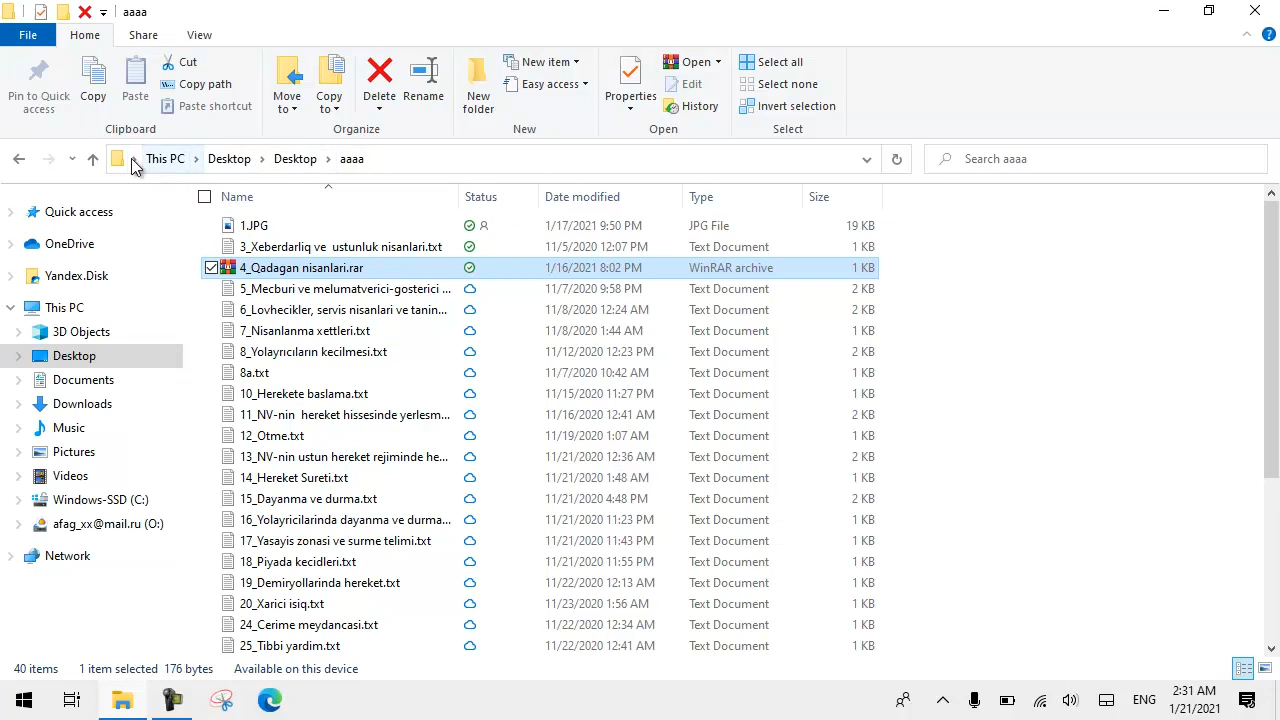 aaaa
File
Home
Share
View
Pin to Quick access
Copy
Paste
Cut
Copy path
Paste shortcut
Clipboard
Move to
Copy to
Delete
Rename
Organize
New folder
New item
Easy access
New
Properties
Open
Edit
History
Open
Select all
Select none
Invert selection
Select
This PC
Desktop
Desktop
aaaa
Search aaaa
Quick access
OneDrive
Yandex.Disk
This PC
3D Objects
Desktop
Documents
Downloads
Music
Pictures
Videos
Windows-SSD (C:)
afag_xx@mail.ru (O:)
Network
Name Status Date modified Type Size
1.JPG 1/17/2021 9:50 PM JPG File 19 KB
3_Xeberdarliq ve ustunluk nisanlari.txt 11/5/2020 12:07 PM Text Document 1 KB
4_Qadagan nisanlari.rar 1/16/2021 8:02 PM WinRAR archive 1 KB
5_Mecburi ve melumatverici-gosterici ... 11/7/2020 9:58 PM Text Document 2 KB
6_Lovhecikler, servis nisanlari ve tanin... 11/8/2020 12:24 AM Text Document 2 KB
7_Nisanlanma xettleri.txt 11/8/2020 1:44 AM Text Document 1 KB
8_Yolayrıcıların kecilmesi.txt 11/12/2020 12:23 PM Text Document 2 KB
8a.txt 11/7/2020 10:42 AM Text Document 1 KB
10_Herekete baslama.txt 11/15/2020 11:27 PM Text Document 1 KB
11_NV-nin hereket hissesinde yerlesm... 11/16/2020 12:41 AM Text Document 2 KB
12_Otme.txt 11/19/2020 1:07 AM Text Document 1 KB
13_NV-nin ustun hereket rejiminde he... 11/21/2020 12:36 AM Text Document 2 KB
14_Hereket Sureti.txt 11/21/2020 1:48 AM Text Document 1 KB
15_Dayanma ve durma.txt 11/21/2020 4:48 PM Text Document 2 KB
16_Yolayricilarinda dayanma ve durma... 11/21/2020 11:23 PM Text Document 1 KB
17_Yasayis zonasi ve surme telimi.txt 11/21/2020 11:43 PM Text Document 1 KB
18_Piyada kecidleri.txt 11/21/2020 11:55 PM Text Document 1 KB
19_Demiryollarinda hereket.txt 11/22/2020 12:13 AM Text Document 1 KB
20_Xarici isiq.txt 11/23/2020 1:56 AM Text Document 1 KB
24_Cerime meydancasi.txt 11/22/2020 12:34 AM Text Document 1 KB
25_Tibbi yardim.txt 11/22/2020 12:41 AM Text Document 1 KB
40 items 1 item selected 176 bytes Available on this device
ENG
2:31 AM
1/21/2021